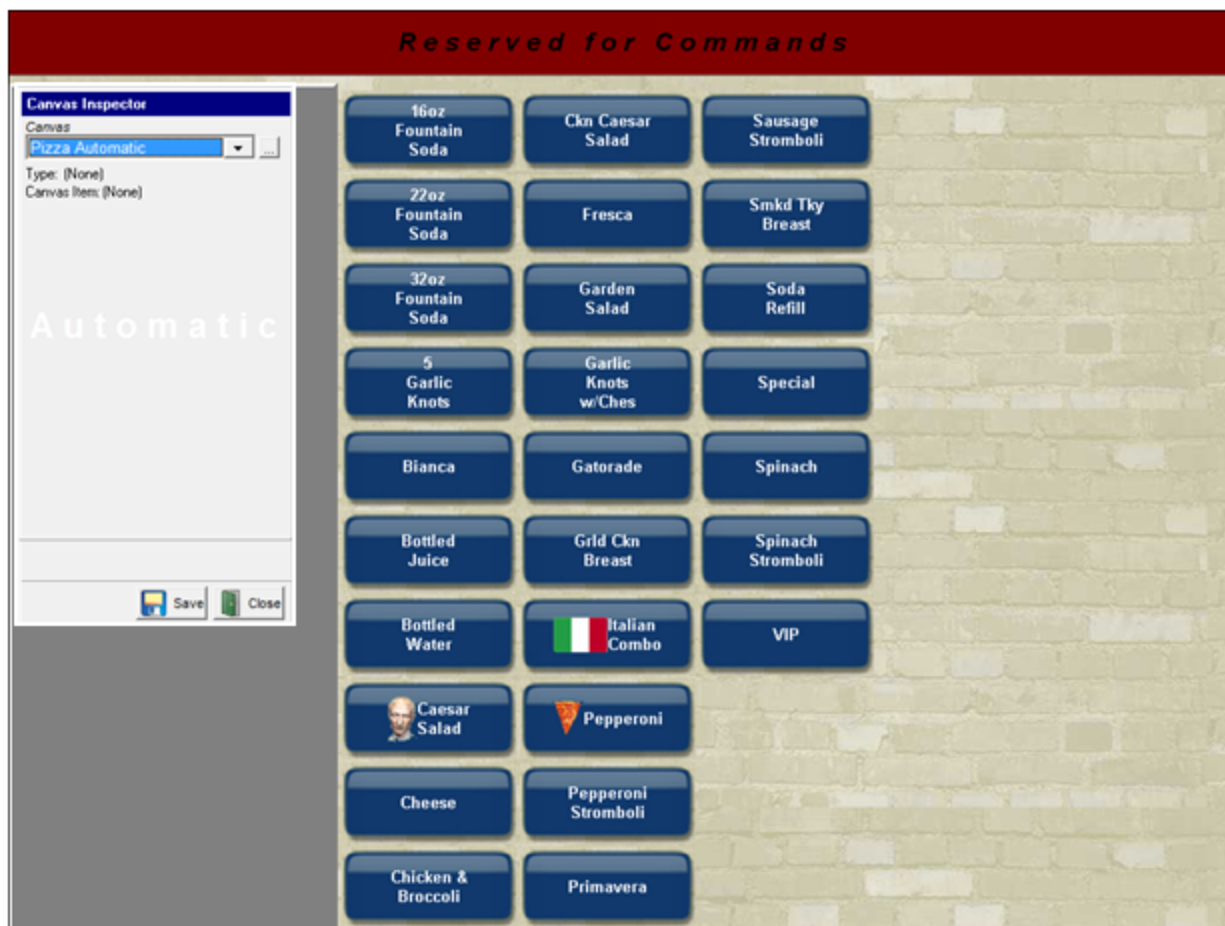 Reserved for Commands
Canvas Inspector
Canvas
Pizza Automatic
...
Type: (None)
Canvas Item: (None)
Automatic
Save
Close
16oz
Fountain
Soda
22oz
Fountain
Soda
32oz
Fountain
Soda
5
Garlic
Knots
Bianca
Bottled
Juice
Bottled
Water
Caesar
Salad
Cheese
Chicken &
Broccoli
Ckn Caesar
Salad
Fresca
Garden
Salad
Garlic
Knots
w/Ches
Gatorade
Grld Ckn
Breast
Italian
Combo
Pepperoni
Pepperoni
Stromboli
Primavera
Sausage
Stromboli
Smkd Tky
Breast
Soda
Refill
Special
Spinach
Spinach
Stromboli
VIP